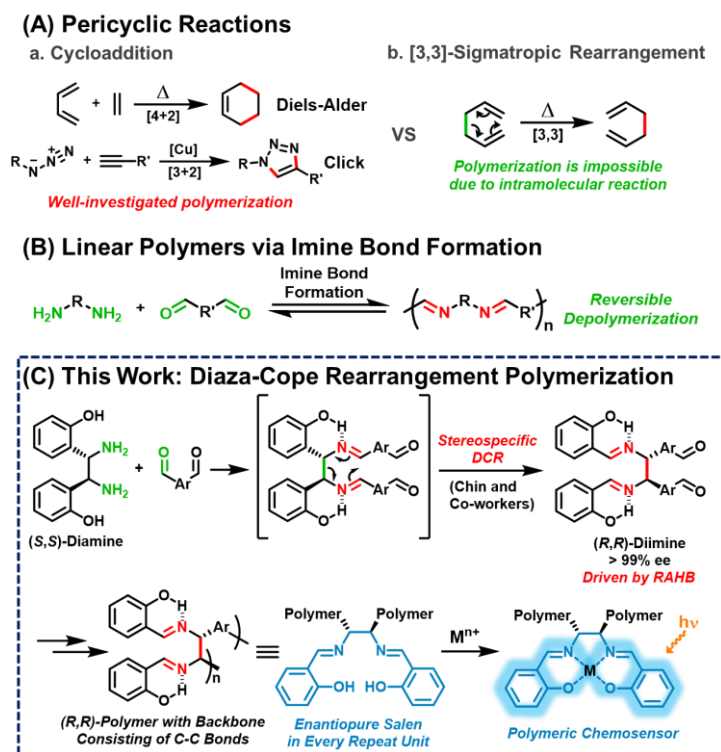 (A) Pericyclic Reactions
a. Cycloaddition
b. [3,3]-Sigmatropic Rearrangement
+
Δ
[4+2]
Diels-Alder
VS
Δ
[3,3]
R
N
−
N
+
N
+
R'
[Cu]
[3+2]
R-N
N
N
R'
Click
Well-investigated polymerization
Polymerization is impossible
due to intramolecular reaction
(B) Linear Polymers via Imine Bond Formation
H2N
R
NH2
+
O
R'
O
Imine Bond
Formation
N
R
N
R'
n
Reversible
Depolymerization
(C) This Work: Diaza-Cope Rearrangement Polymerization
OH
NH2
NH2
OH
(S,S)-Diamine
+
O
O
Ar
O
H
N
Ar
O
N
Ar
O
O
H
Stereospecific
DCR
(Chin and
Co-workers)
O
H
N
Ar
O
N
Ar
O
O
H
(R,R)-Diimine
> 99% ee
Driven by RAHB
O
H
N
Ar
N
n
O
H
(R,R)-Polymer with Backbone
Consisting of C-C Bonds
Polymer
Polymer
N
N
OH
HO
Enantiopure Salen
in Every Repeat Unit
Mn+
Polymer
Polymer
hν
N
N
M
O
O
Polymeric Chemosensor